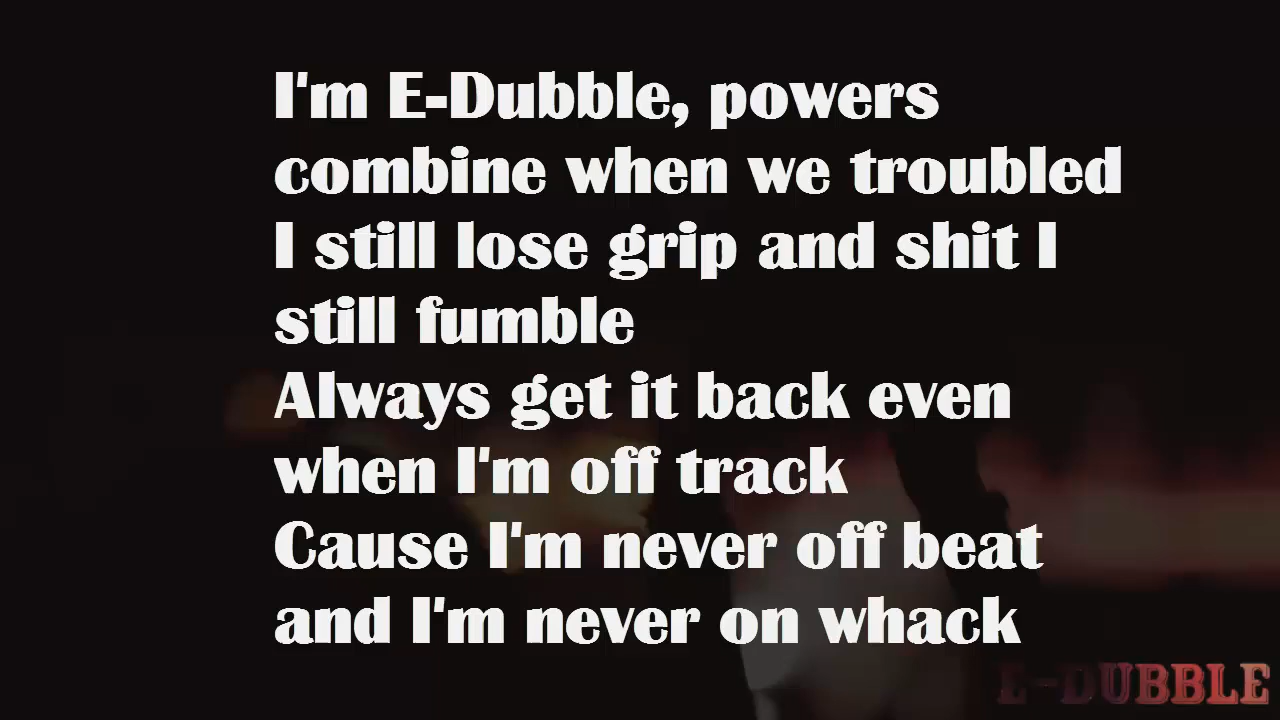 I'm E-Dubble, powers
combine when we troubled
I still lose grip and shit I
still fumble
Always get it back even
when I'm off track
Cause I'm never off beat
and I'm never on whack
E-DUBBLE